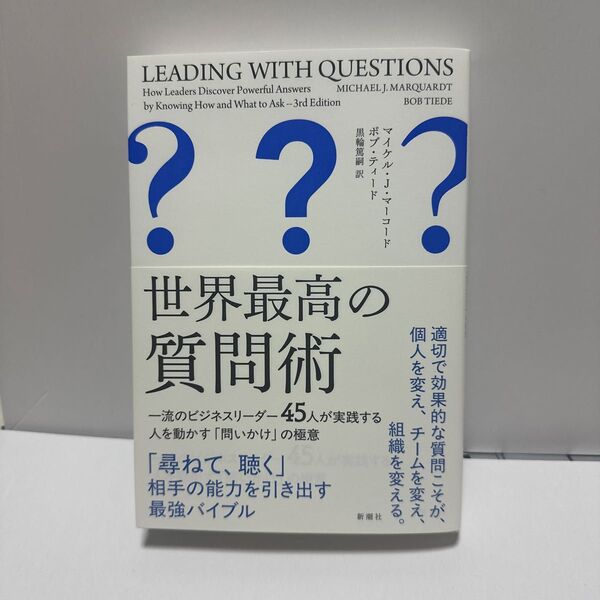 LEADING WITH QUESTIONS
How Leaders Discover Powerful Answers
by Knowing How and What to Ask – 3rd Edition
MICHAEL J. MARQUARDT
BOB TIEDE
? ? ?
マイケル・J・マーコード
ボブ・ティード
黒輪篤嗣 訳
世界最高の
質問術
一流のビジネスリーダー45人が実践する
人を動かす「問いかけ」の極意
「尋ねて、聴く」
相手の能力を引き出す
最強バイブル
適切で効果的な質問こそが、
個人を変え、チームを変え、
組織を変える。
新潮社